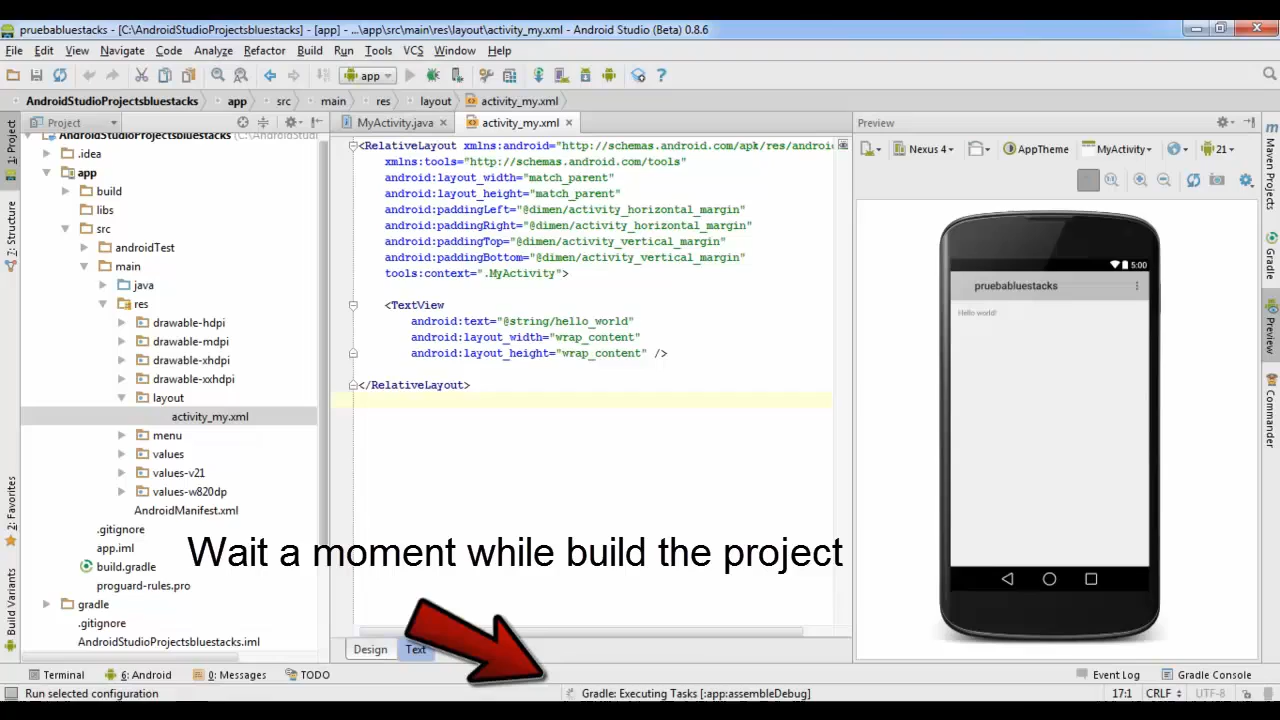 pruebabluestacks - [C:\AndroidStudioProjectsbluestacks] - [app] - ...\app\src\main\res\layout\activity_my.xml - Android Studio (Beta) 0.8.6
File Edit View Navigate Code Analyze Refactor Build Run Tools VCS Window Help
app
AndroidStudioProjectsbluestacks app src main res layout activity_my.xml
1: Project
7: Structure
2: Favorites
Build Variants
Project
AndroidStudioProjectsbluestacks
.idea
app
build
libs
src
androidTest
main
java
res
drawable-hdpi
drawable-mdpi
drawable-xhdpi
drawable-xxhdpi
layout
activity_my.xml
menu
values
values-v21
values-w820dp
AndroidManifest.xml
.gitignore
app.iml
build.gradle
proguard-rules.pro
gradle
.gitignore
AndroidStudioProjectsbluestacks.iml
MyActivity.java activity_my.xml
<RelativeLayout xmlns:android="http://schemas.android.com/apk/res/androi
xmlns:tools="http://schemas.android.com/tools"
android:layout_width="match_parent"
android:layout_height="match_parent"
android:paddingLeft="@dimen/activity_horizontal_margin"
android:paddingRight="@dimen/activity_horizontal_margin"
android:paddingTop="@dimen/activity_vertical_margin"
android:paddingBottom="@dimen/activity_vertical_margin"
tools:context=".MyActivity">
<TextView
android:text="@string/hello_world"
android:layout_width="wrap_content"
android:layout_height="wrap_content" />
</RelativeLayout>
Wait a moment while build the project
Design Text
Preview
Nexus 4 AppTheme MyActivity 21
5:00
pruebabluestacks
Hello world!
Maven Projects
Gradle
Preview
Commander
Terminal 6: Android 0: Messages TODO Event Log Gradle Console
Run selected configuration Gradle: Executing Tasks [:app:assembleDebug] 17:1 CRLF UTF-8